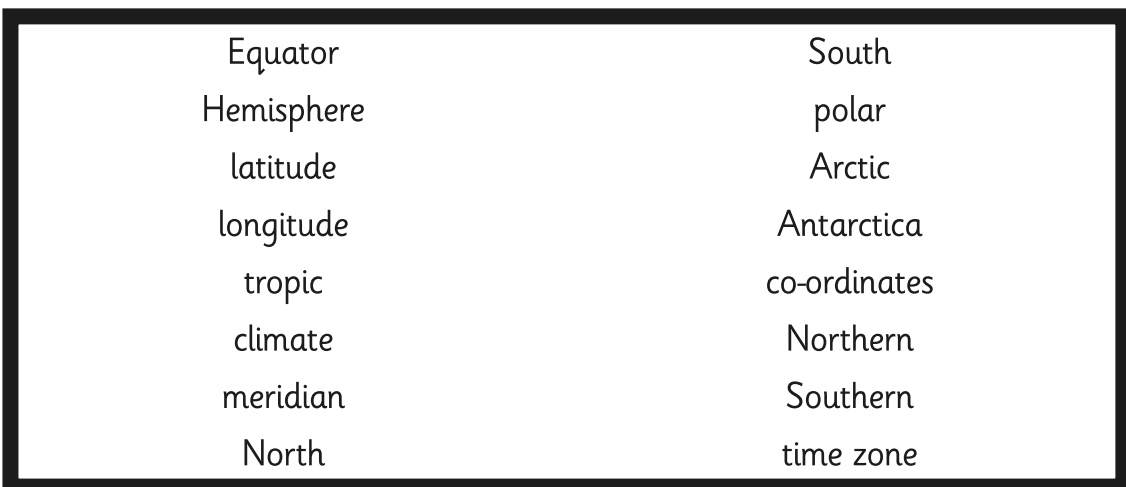 Equator
Hemisphere
latitude
longitude
tropic
climate
meridian
North
South
polar
Arctic
Antarctica
co-ordinates
Northern
Southern
time zone